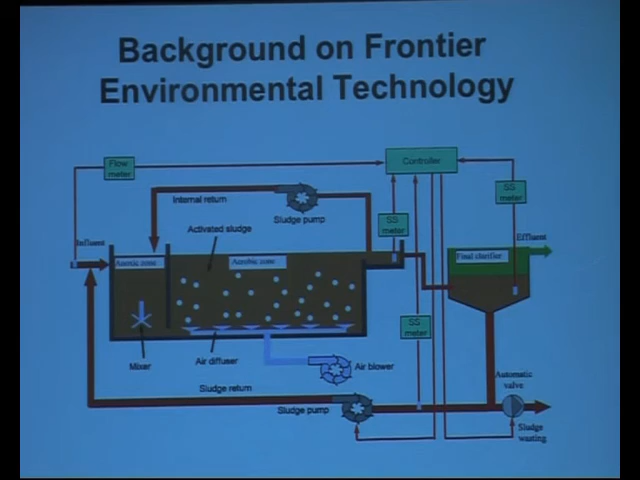 Background on Frontier
Environmental Technology
Flow
meter
Controller
SS
meter
Internal return
Sludge pump
SS
meter
Activated sludge
Influent
Effluent
Anoxic zone
Aerobic zone
Final clarifier
SS
meter
Mixer
Air diffuser
Air blower
Automatic
valve
Sludge return
Sludge pump
Sludge
wasting